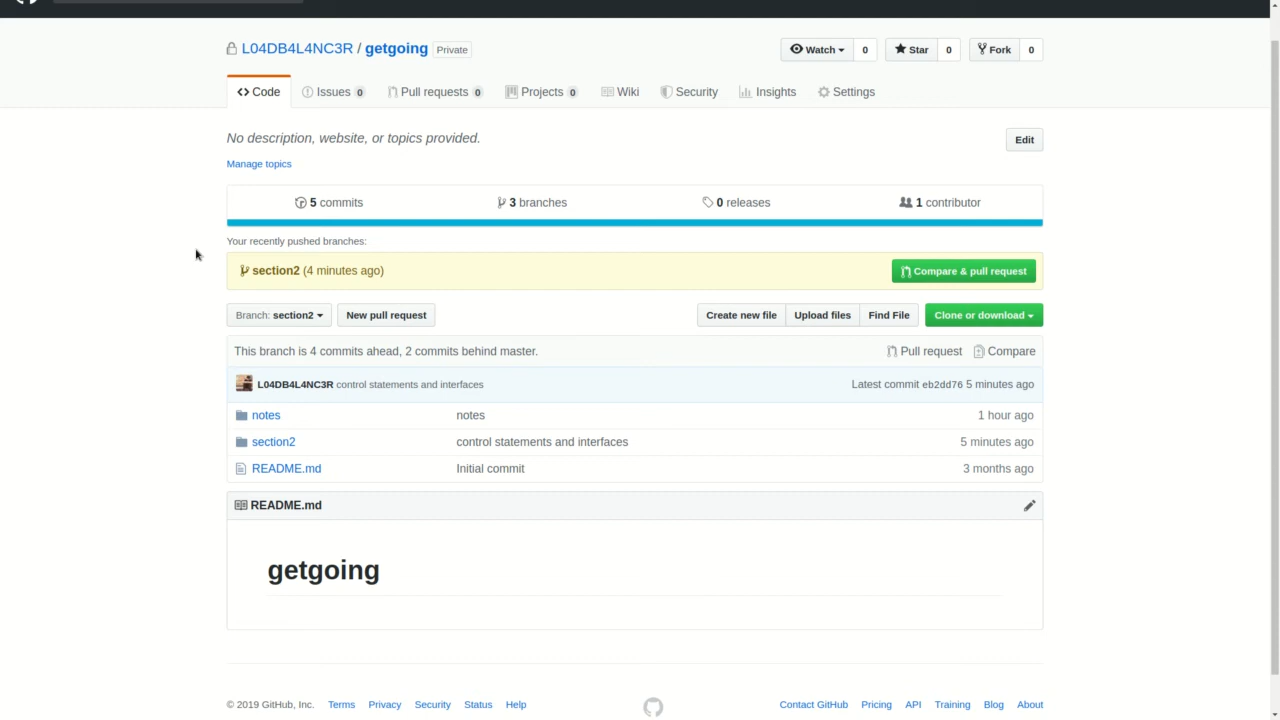 L04DB4L4NC3R / getgoing Private Watch 0 Star 0 Fork 0
Code Issues 0 Pull requests 0 Projects 0 Wiki Security Insights Settings
No description, website, or topics provided. Edit
Manage topics
5 commits 3 branches 0 releases 1 contributor
Your recently pushed branches:
section2 (4 minutes ago) Compare & pull request
Branch: section2 New pull request Create new file Upload files Find File Clone or download
This branch is 4 commits ahead, 2 commits behind master. Pull request Compare
L04DB4L4NC3R control statements and interfaces Latest commit eb2dd76 5 minutes ago
notes notes 1 hour ago
section2 control statements and interfaces 5 minutes ago
README.md Initial commit 3 months ago
README.md
getgoing
© 2019 GitHub, Inc. Terms Privacy Security Status Help Contact GitHub Pricing API Training Blog About